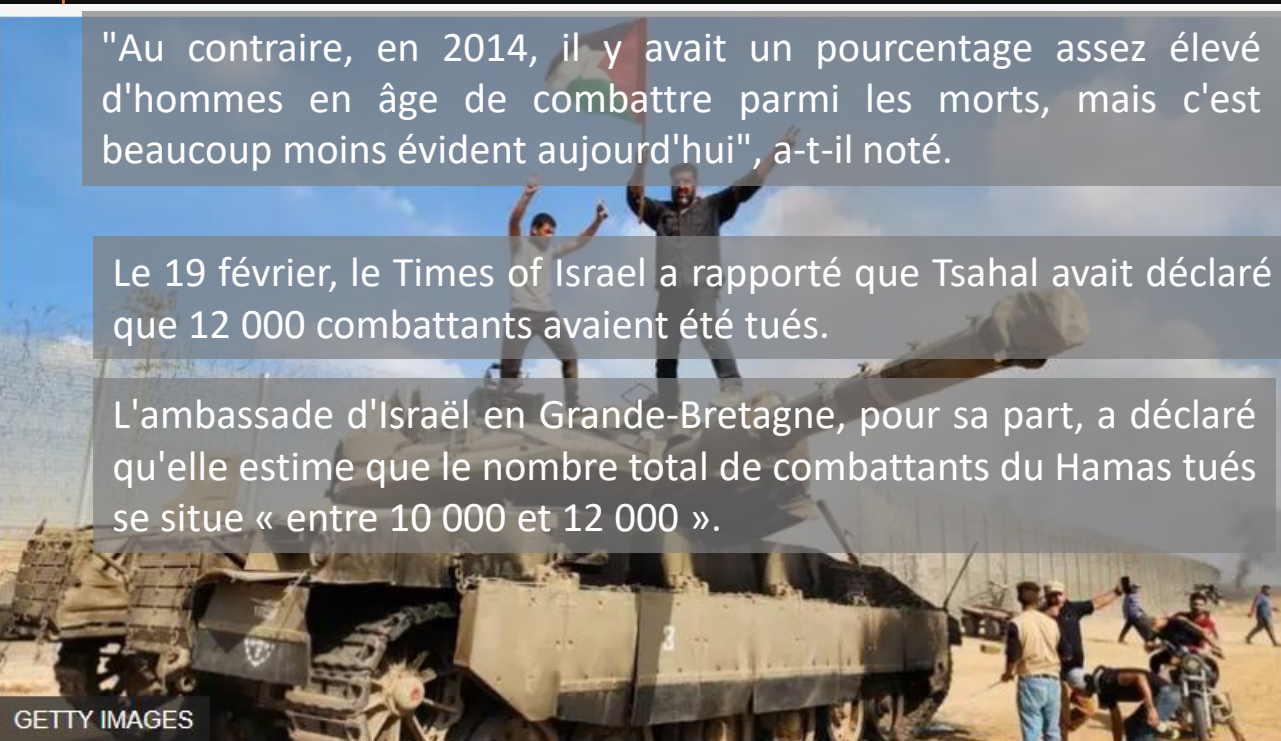 "Au contraire, en 2014, il y avait un pourcentage assez élevé
d'hommes en âge de combattre parmi les morts, mais c'est
beaucoup moins évident aujourd'hui", a-t-il noté.
Le 19 février, le Times of Israel a rapporté que Tsahal avait déclaré
que 12 000 combattants avaient été tués.
L'ambassade d'Israël en Grande-Bretagne, pour sa part, a déclaré
qu'elle estime que le nombre total de combattants du Hamas tués
se situe « entre 10 000 et 12 000 ».
3
GETTY IMAGES